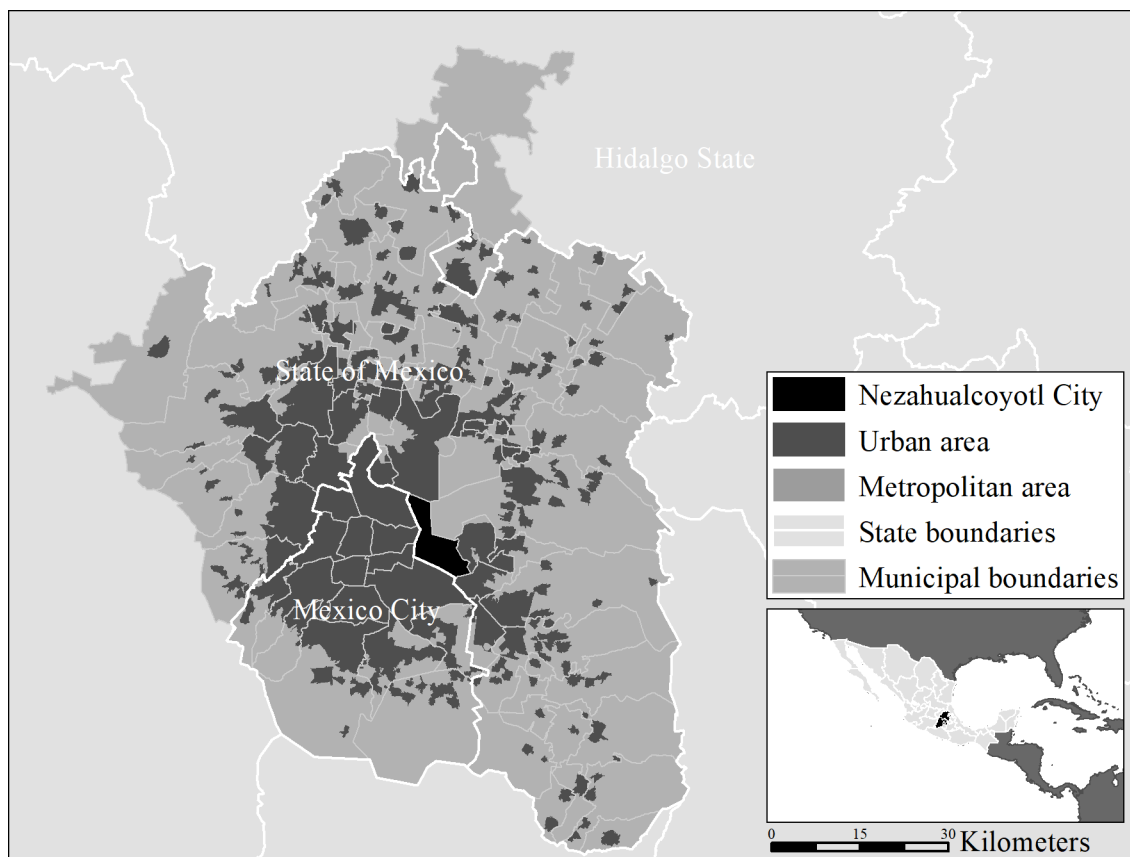 Hidalgo State
State of Mexico
Mexico City
Nezahualcoyotl City
Urban area
Metropolitan area
State boundaries
Municipal boundaries
0 15 30 Kilometers